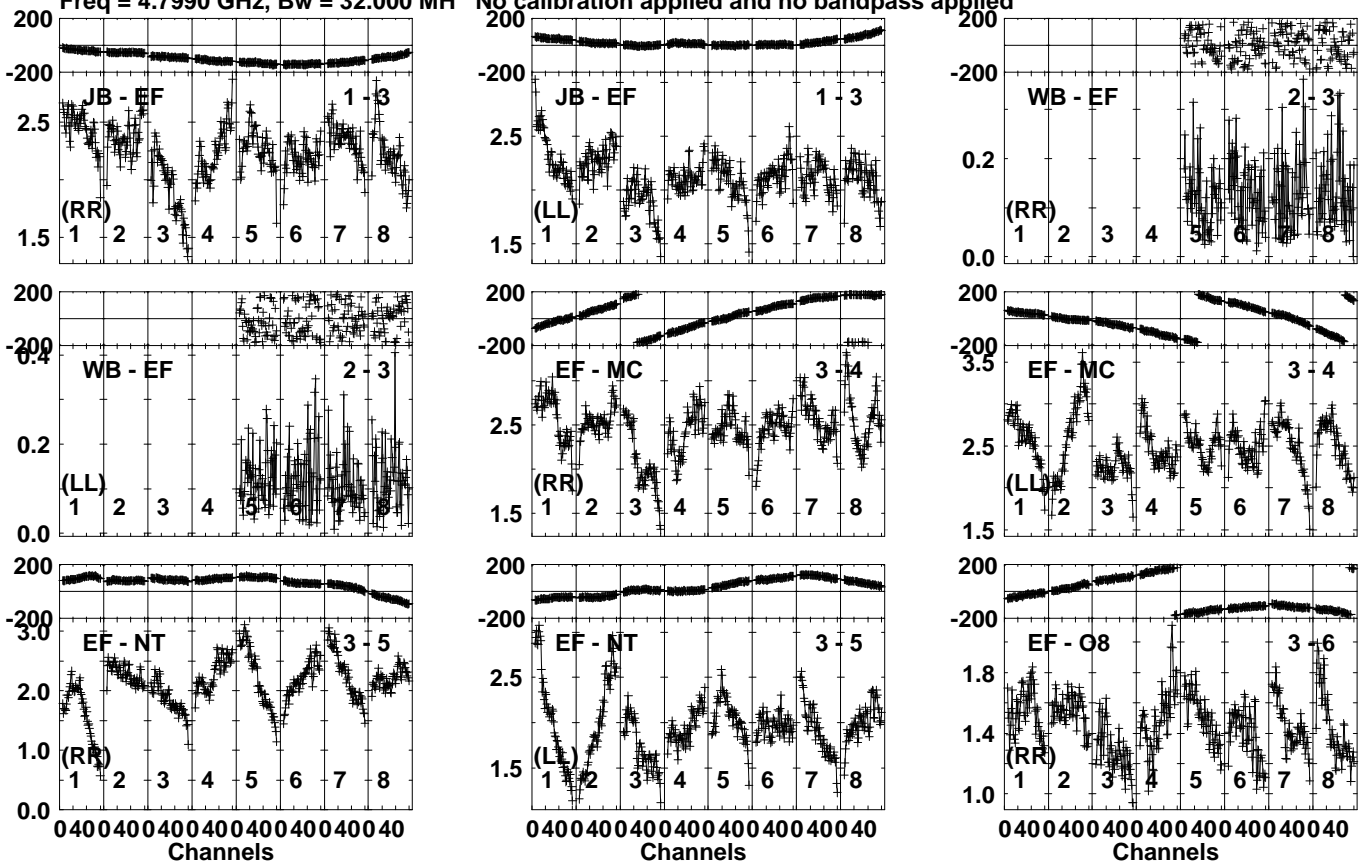 Freq = 4.7990 GHz, Bw = 32.000 MH No calibration applied and no bandpass applied
200
-200
JB - EF 1 - 3
2.5
1.5
(RR)
1 2 3 4 5 6 7 8
JB - EF 1 - 3
2.5
1.5
(LL)
1 2 3 4 5 6 7 8
200
-200
WB - EF 2 - 3
0.2
0.0
(RR)
1 2 3 4 5 6 7 8
200
-200
0.4
WB - EF 2 - 3
0.2
0.0
(LL)
1 2 3 4 5 6 7 8
200
-200
EF - MC 3 - 4
2.5
1.5
(RR)
1 2 3 4 5 6 7 8
200
-200
3.5
EF - MC 3 - 4
2.5
1.5
(LL)
1 2 3 4 5 6 7 8
200
-200
3.0
EF - NT 3 - 5
2.0
1.0
0.0
(RR)
1 2 3 4 5 6 7 8
0 40 0 40 0 40 0 40 0 40 0 40 0 40 0 40
Channels
200
-200
EF - NT 3 - 5
2.5
1.5
(LL)
1 2 3 4 5 6 7 8
0 40 0 40 0 40 0 40 0 40 0 40 0 40 0 40
Channels
200
-200
EF - O8 3 - 6
1.8
1.4
1.0
(RR)
1 2 3 4 5 6 7 8
0 40 0 40 0 40 0 40 0 40 0 40 0 40 0 40
Channels